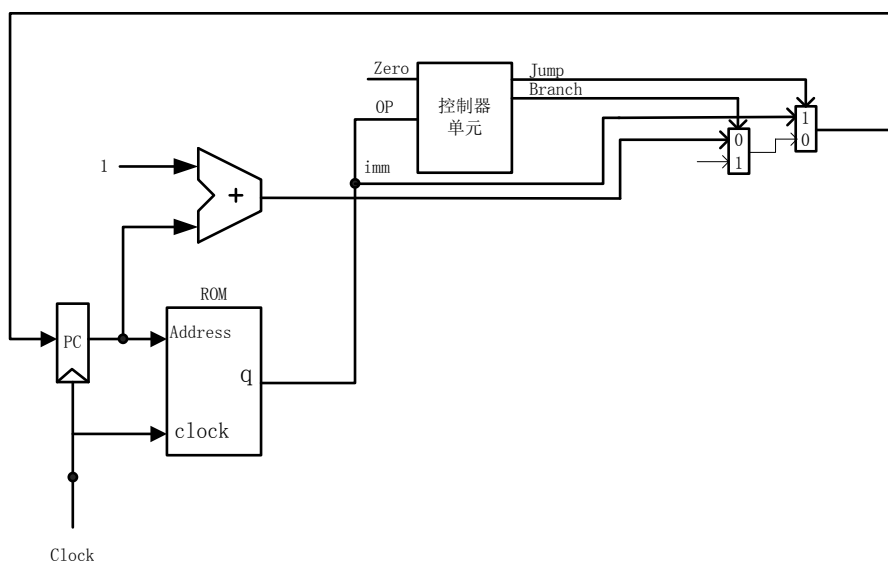 Zero
Jump
Branch
OP
控制器
单元
1
0
0
1
1
imm
+
ROM
PC
Address
q
clock
Clock